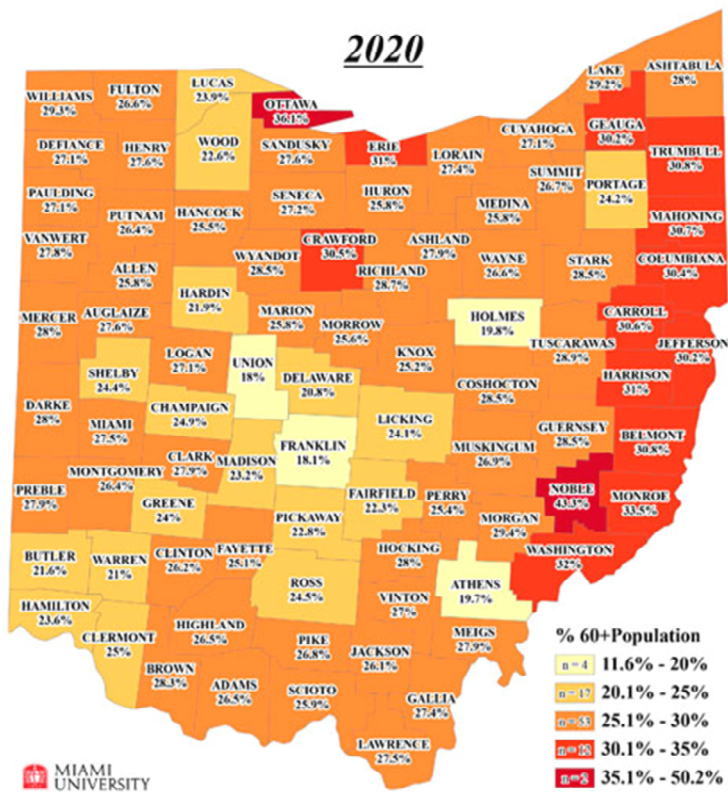 2020
WILLIAMS
29.3%
FULTON
26.6%
LUCAS
23.9%
OTTAWA
36.1%
LAKE
29.2%
ASHTABULA
28%
DEFIANCE
27.1%
HENRY
27.6%
WOOD
22.6%
SANDUSKY
27.6%
ERIE
31%
LORAIN
27.4%
CUYAHOGA
27.1%
GEAUGA
30.2%
TRUMBULL
30.8%
PAULDING
27.1%
PUTNAM
26.4%
HANCOCK
25.5%
SENECA
27.2%
HURON
25.8%
MEDINA
25.8%
SUMMIT
26.7%
PORTAGE
24.2%
MAHONING
30.7%
VANWERT
27.8%
ALLEN
25.8%
WYANDOT
28.5%
CRAWFORD
30.5%
RICHLAND
28.7%
ASHLAND
27.9%
WAYNE
26.6%
STARK
28.5%
COLUMBIANA
30.4%
HARDIN
21.9%
MERCER
28%
AUGLAIZE
27.6%
MARION
25.8%
MORROW
25.6%
HOLMES
19.8%
CARROLL
30.6%
TUSCARAWAS
28.9%
JEFFERSON
30.2%
SHELBY
24.4%
LOGAN
27.1%
UNION
18%
DELAWARE
20.8%
KNOX
25.2%
COSHOCTON
28.5%
HARRISON
31%
DARKE
28%
MIAMI
27.5%
CHAMPAIGN
24.9%
LICKING
24.1%
GUERNSEY
28.5%
BELMONT
30.8%
FRANKLIN
18.1%
MUSKINGUM
26.9%
CLARK
27.9%
MADISON
23.2%
MONTGOMERY
26.4%
PREBLE
27.9%
GREENE
24%
FAIRFIELD
22.3%
PERRY
25.4%
NOBLE
43.3%
MONROE
33.5%
PICKAWAY
22.8%
MORGAN
29.4%
BUTLER
21.6%
WARREN
21%
CLINTON
26.2%
FAYETTE
25.1%
HOCKING
28%
WASHINGTON
32%
ROSS
24.5%
ATHENS
19.7%
VINTON
27%
HAMILTON
23.6%
CLERMONT
25%
HIGHLAND
26.5%
PIKE
26.8%
JACKSON
26.1%
MEIGS
27.9%
BROWN
28.3%
ADAMS
26.5%
SCIOTO
25.9%
GALLIA
27.4%
LAWRENCE
27.5%
% 60+Population
n = 4 11.6% - 20%
n = 17 20.1% - 25%
n = 53 25.1% - 30%
n = 12 30.1% - 35%
n = 2 35.1% - 50.2%
MIAMI
UNIVERSITY